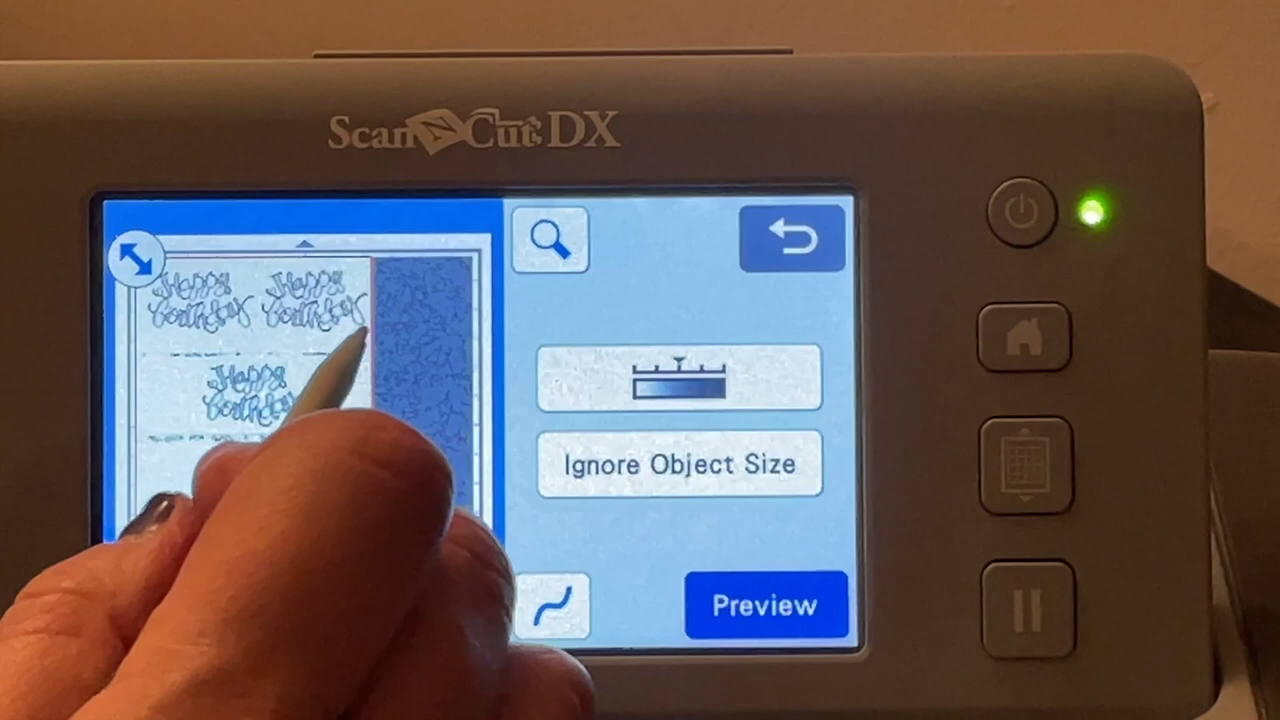 ScanNCut DX
Happy Happy
birthday birthday
Happy
birthday
Ignore Object Size
Preview